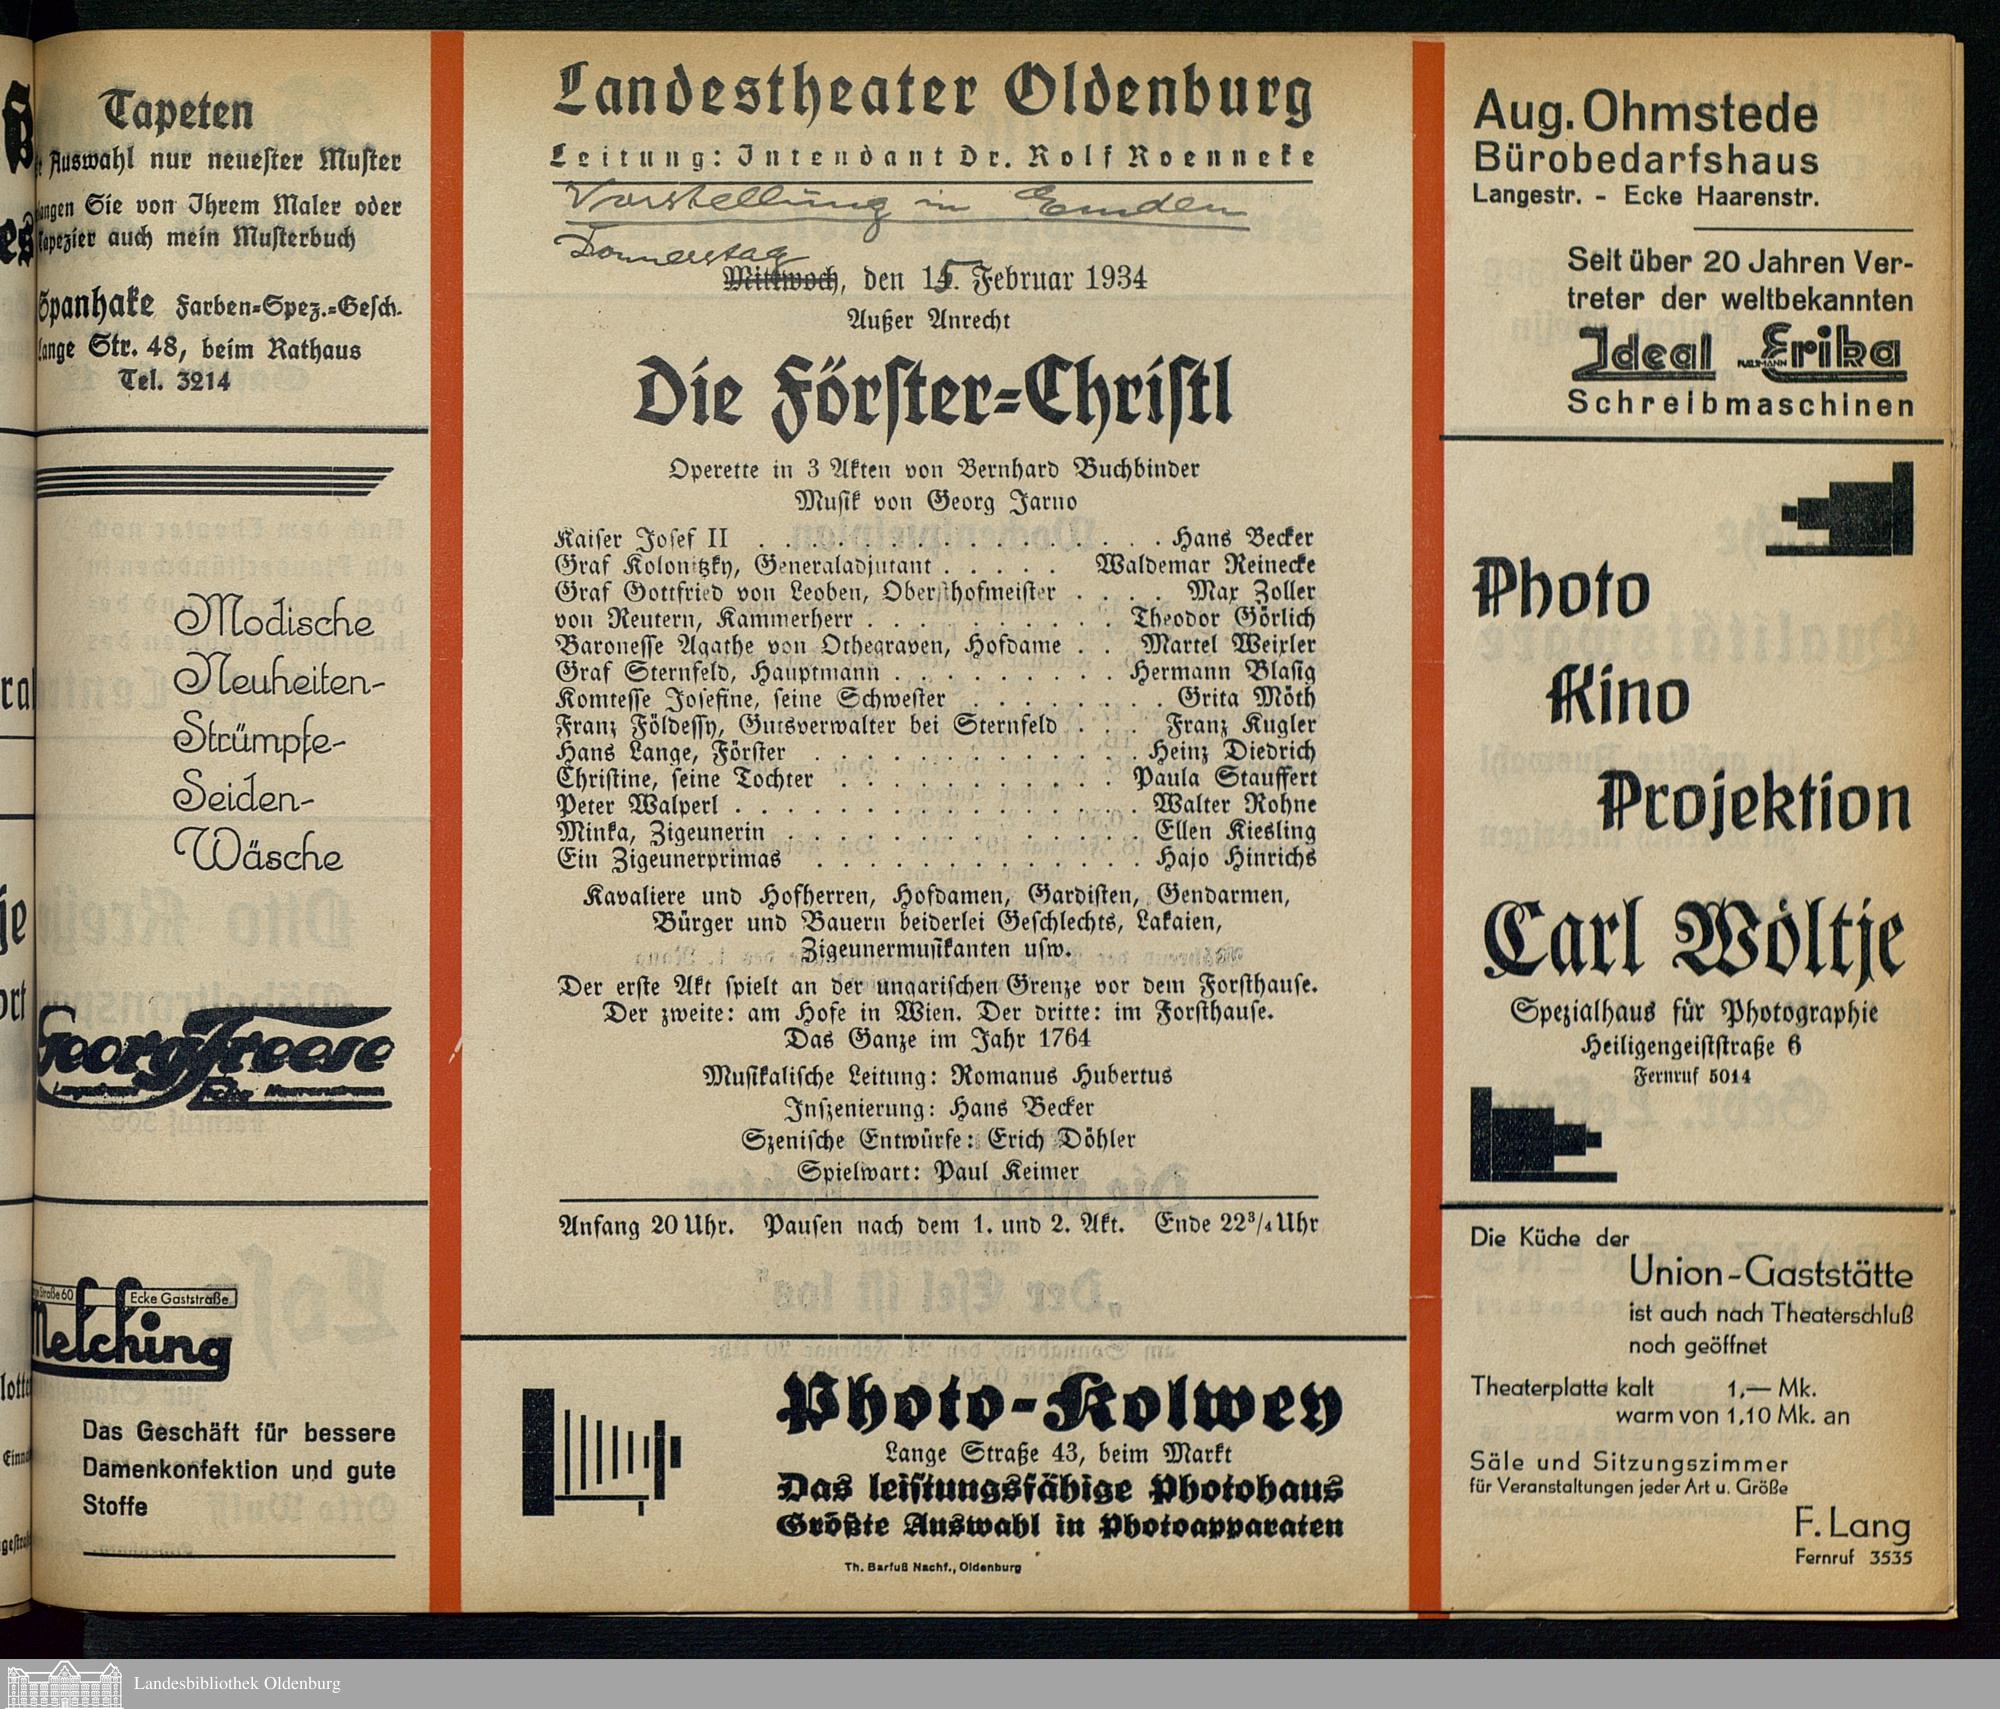 Tapeten
Auswahl nur neuester Muster
langen Sie von Ihrem Maler oder
Tapezier auch mein Musterbuch
Spanhake Farben-Spez.-Gesch.
Lange Str. 48, beim Rathaus
Tel. 3214
Modische
Neuheiten-
Strümpfe-
Seiden-
Wäsche
Georg Freese
Ecke
Straße 60
Ecke Gaststraße
Melching
Das Geschäft für bessere
Damenkonfektion und gute
Stoffe
Landestheater Oldenburg
Leitung: Intendant Dr. Rolf Roenneke
Vorstellung in Emden
Donnerstag
Mittwoch, den 15. Februar 1934
Außer Anrecht
Die Förster-Christl
Operette in 3 Akten von Bernhard Buchbinder
Musik von Georg Jarno
Kaiser Josef II . . . . . . . . . . . . . . . . Hans Becker
Graf Kolonitzky, Generaladjutant . . . . . Waldemar Reinecke
Graf Gottfried von Leoben, Obersthofmeister . . . . Max Zoller
von Reutern, Kammerherr . . . . . . . . . . Theodor Görlich
Baronesse Agathe von Othegraven, Hofdame . . Martel Weixler
Graf Sternfeld, Hauptmann . . . . . . . . . Hermann Blasig
Komtesse Josefine, seine Schwester . . . . . . . . Grita Möth
Franz Földessy, Gutsverwalter bei Sternfeld . . . . Franz Kugler
Hans Lange, Förster . . . . . . . . . . . . . Heinz Diedrich
Christine, seine Tochter . . . . . . . . . . . Paula Stauffert
Peter Walperl . . . . . . . . . . . . . . . . Walter Rohne
Minka, Zigeunerin . . . . . . . . . . . . . . Ellen Kiesling
Ein Zigeunerprimas . . . . . . . . . . . . . Hajo Hinrichs
Kavaliere und Hofherren, Hofdamen, Gardisten, Gendarmen,
Bürger und Bauern beiderlei Geschlechts, Lakaien,
Zigeunermusikanten usw.
Der erste Akt spielt an der ungarischen Grenze vor dem Forsthause.
Der zweite: am Hofe in Wien. Der dritte: im Forsthause.
Das Ganze im Jahr 1764
Musikalische Leitung: Romanus Hubertus
Inszenierung: Hans Becker
Szenische Entwürfe: Erich Döhler
Spielwart: Paul Keimer
Anfang 20 Uhr. Pausen nach dem 1. und 2. Akt. Ende 22³/₄ Uhr
Photo-Kolwey
Lange Straße 43, beim Markt
Das leistungsfähige Photohaus
Größte Auswahl in Photoapparaten
Th. Barfuß Nachf., Oldenburg
Aug. Ohmstede
Bürobedarfshaus
Langestr. - Ecke Haarenstr.
Seit über 20 Jahren Ver-
treter der weltbekannten
Ideal Erika
Schreibmaschinen
Photo
Kino
Projektion
Carl Wöltje
Spezialhaus für Photographie
Heiligengeiststraße 6
Fernruf 5014
Die Küche der
Union-Gaststätte
ist auch nach Theaterschluß
noch geöffnet
Theaterplatte kalt 1,— Mk.
warm von 1,10 Mk. an
Säle und Sitzungszimmer
für Veranstaltungen jeder Art u. Größe
F. Lang
Fernruf 3535
Landesbibliothek Oldenburg